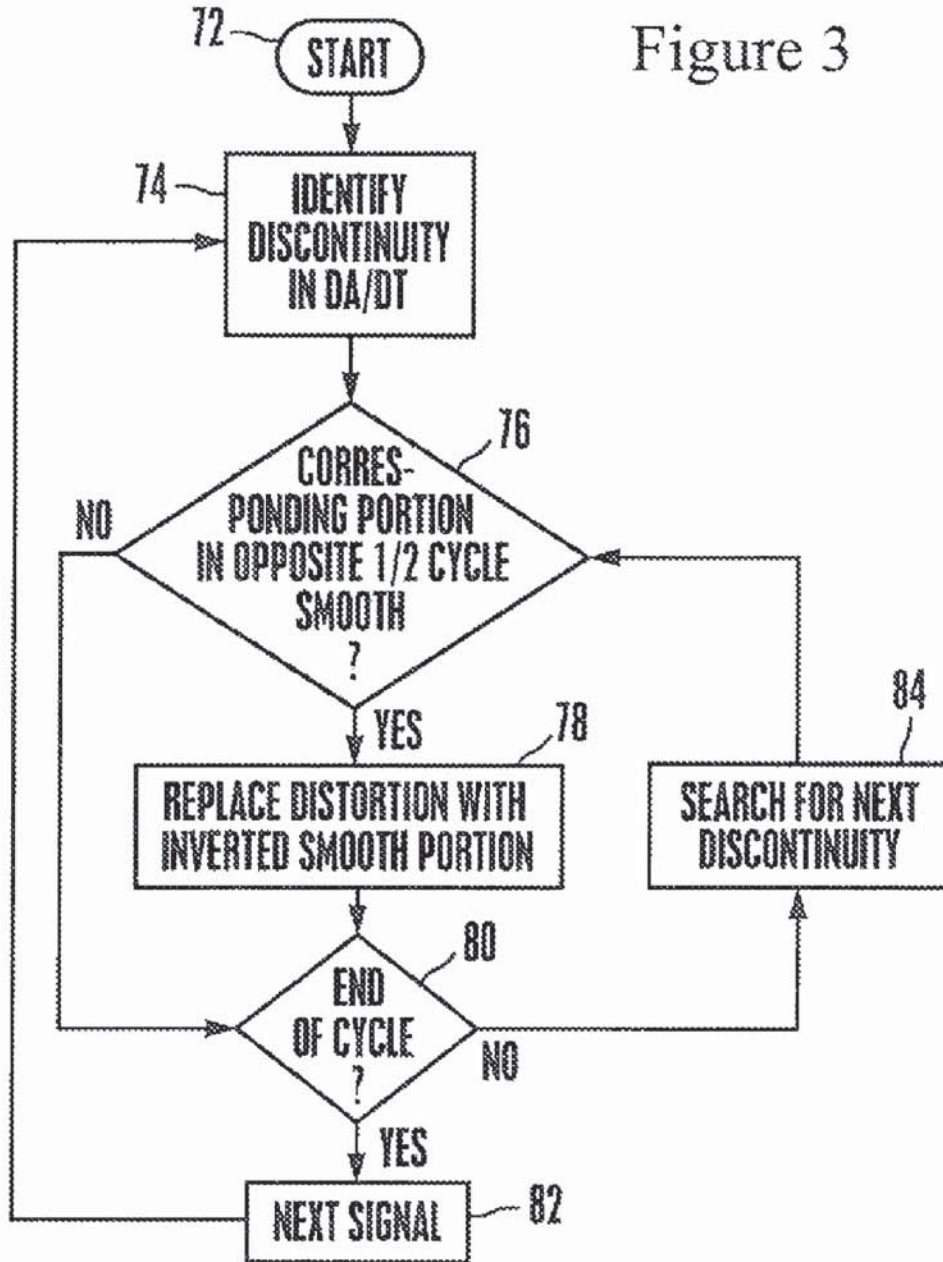 Figure 3
72
START
74
IDENTIFY
DISCONTINUITY
IN DA/DT
76
CORRES-
PONDING PORTION
IN OPPOSITE 1/2 CYCLE
SMOOTH
?
NO
YES
78
REPLACE DISTORTION WITH
INVERTED SMOOTH PORTION
84
SEARCH FOR NEXT
DISCONTINUITY
80
END
OF CYCLE
?
NO
YES
NEXT SIGNAL
82